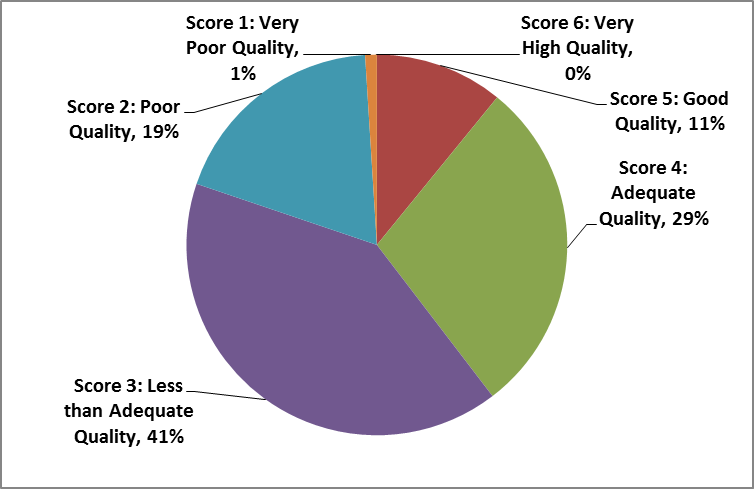 Score 1: Very
Poor Quality,
1%
Score 6: Very
High Quality,
0%
Score 5: Good
Quality, 11%
Score 4:
Adequate
Quality, 29%
Score 3: Less
than Adequate
Quality, 41%
Score 2: Poor
Quality, 19%